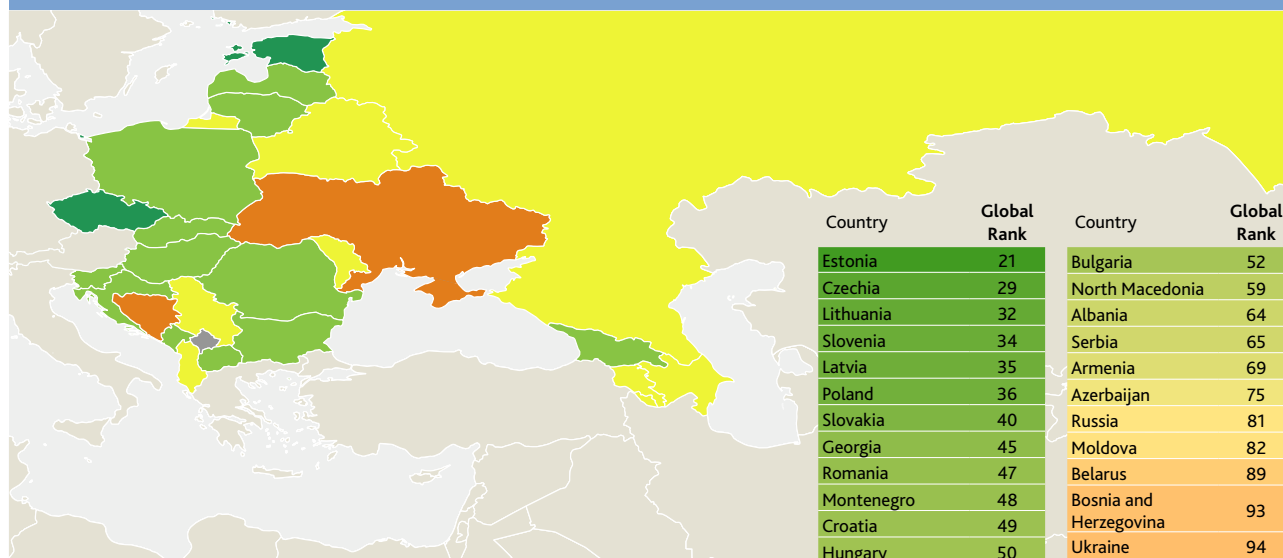 Country Global Rank
Estonia 21
Czechia 29
Lithuania 32
Slovenia 34
Latvia 35
Poland 36
Slovakia 40
Georgia 45
Romania 47
Montenegro 48
Croatia 49
Hungary 50
Country Global Rank
Bulgaria 52
North Macedonia 59
Albania 64
Serbia 65
Armenia 69
Azerbaijan 75
Russia 81
Moldova 82
Belarus 89
Bosnia and
Herzegovina 93
Ukraine 94